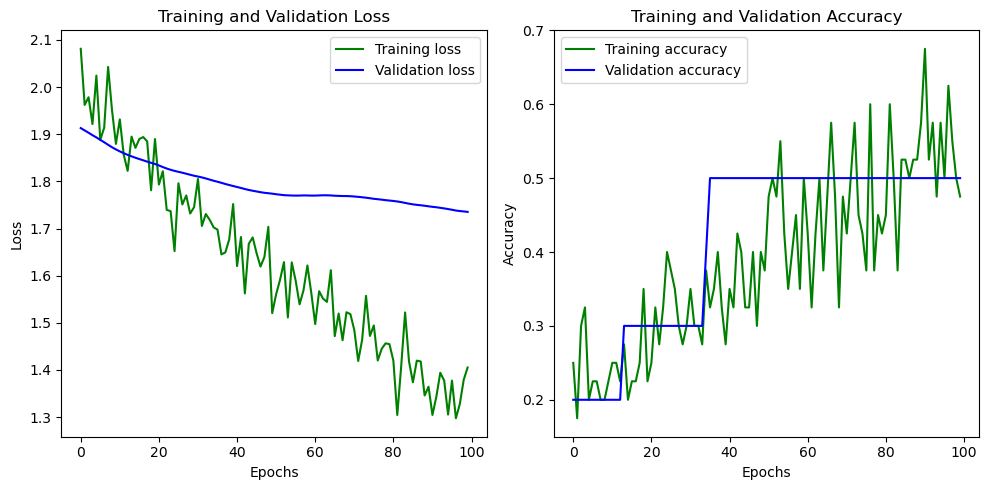 Training and Validation Loss
Training loss
Validation loss
2.1
2.0
1.9
1.8
1.7
1.6
1.5
1.4
1.3
Loss
0 20 40 60 80 100
Epochs
Training and Validation Accuracy
Training accuracy
Validation accuracy
0.7
0.6
0.5
0.4
0.3
0.2
Accuracy
0 20 40 60 80 100
Epochs